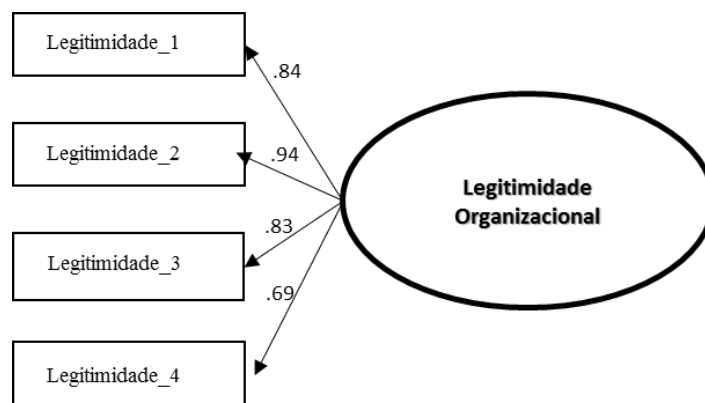 Legitimidade_1
.84
Legitimidade_2
.94
Legitimidade
Organizacional
.83
Legitimidade_3
.69
Legitimidade_4